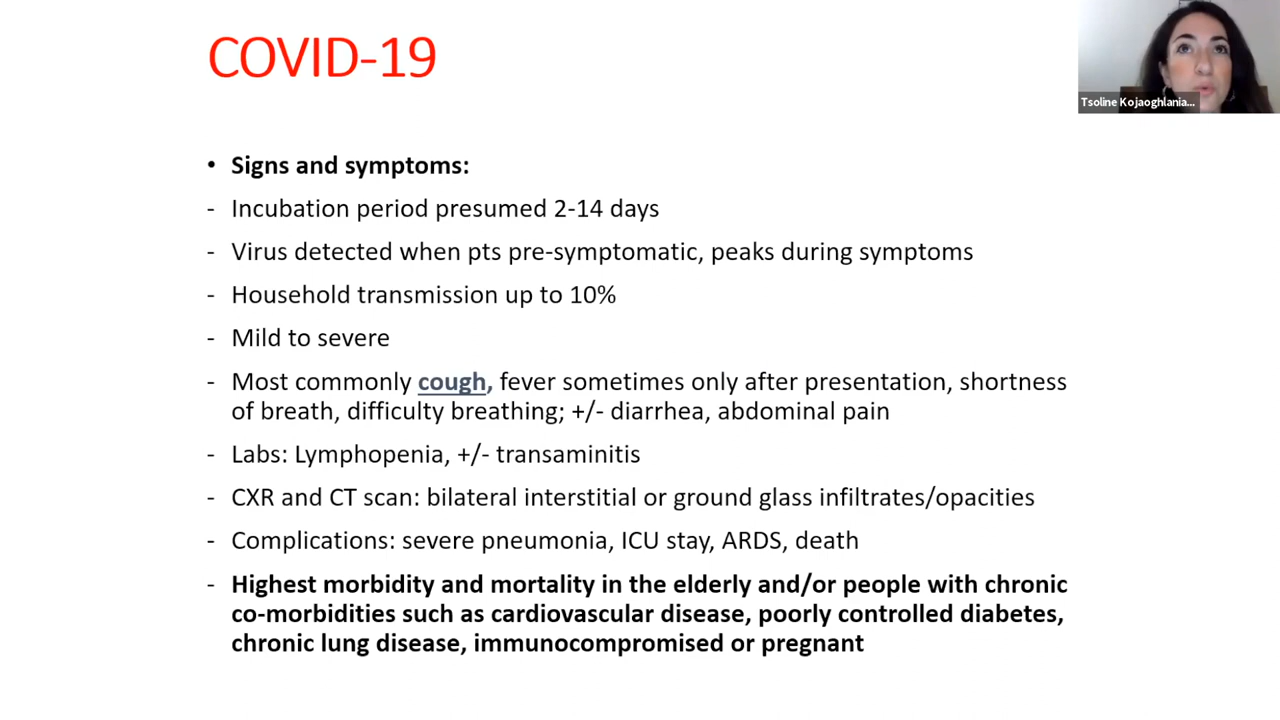 COVID-19
Tsoline Kojaoghlania...
• Signs and symptoms:
- Incubation period presumed 2-14 days
- Virus detected when pts pre-symptomatic, peaks during symptoms
- Household transmission up to 10%
- Mild to severe
- Most commonly cough, fever sometimes only after presentation, shortness
of breath, difficulty breathing; +/- diarrhea, abdominal pain
- Labs: Lymphopenia, +/- transaminitis
- CXR and CT scan: bilateral interstitial or ground glass infiltrates/opacities
- Complications: severe pneumonia, ICU stay, ARDS, death
- Highest morbidity and mortality in the elderly and/or people with chronic
co-morbidities such as cardiovascular disease, poorly controlled diabetes,
chronic lung disease, immunocompromised or pregnant